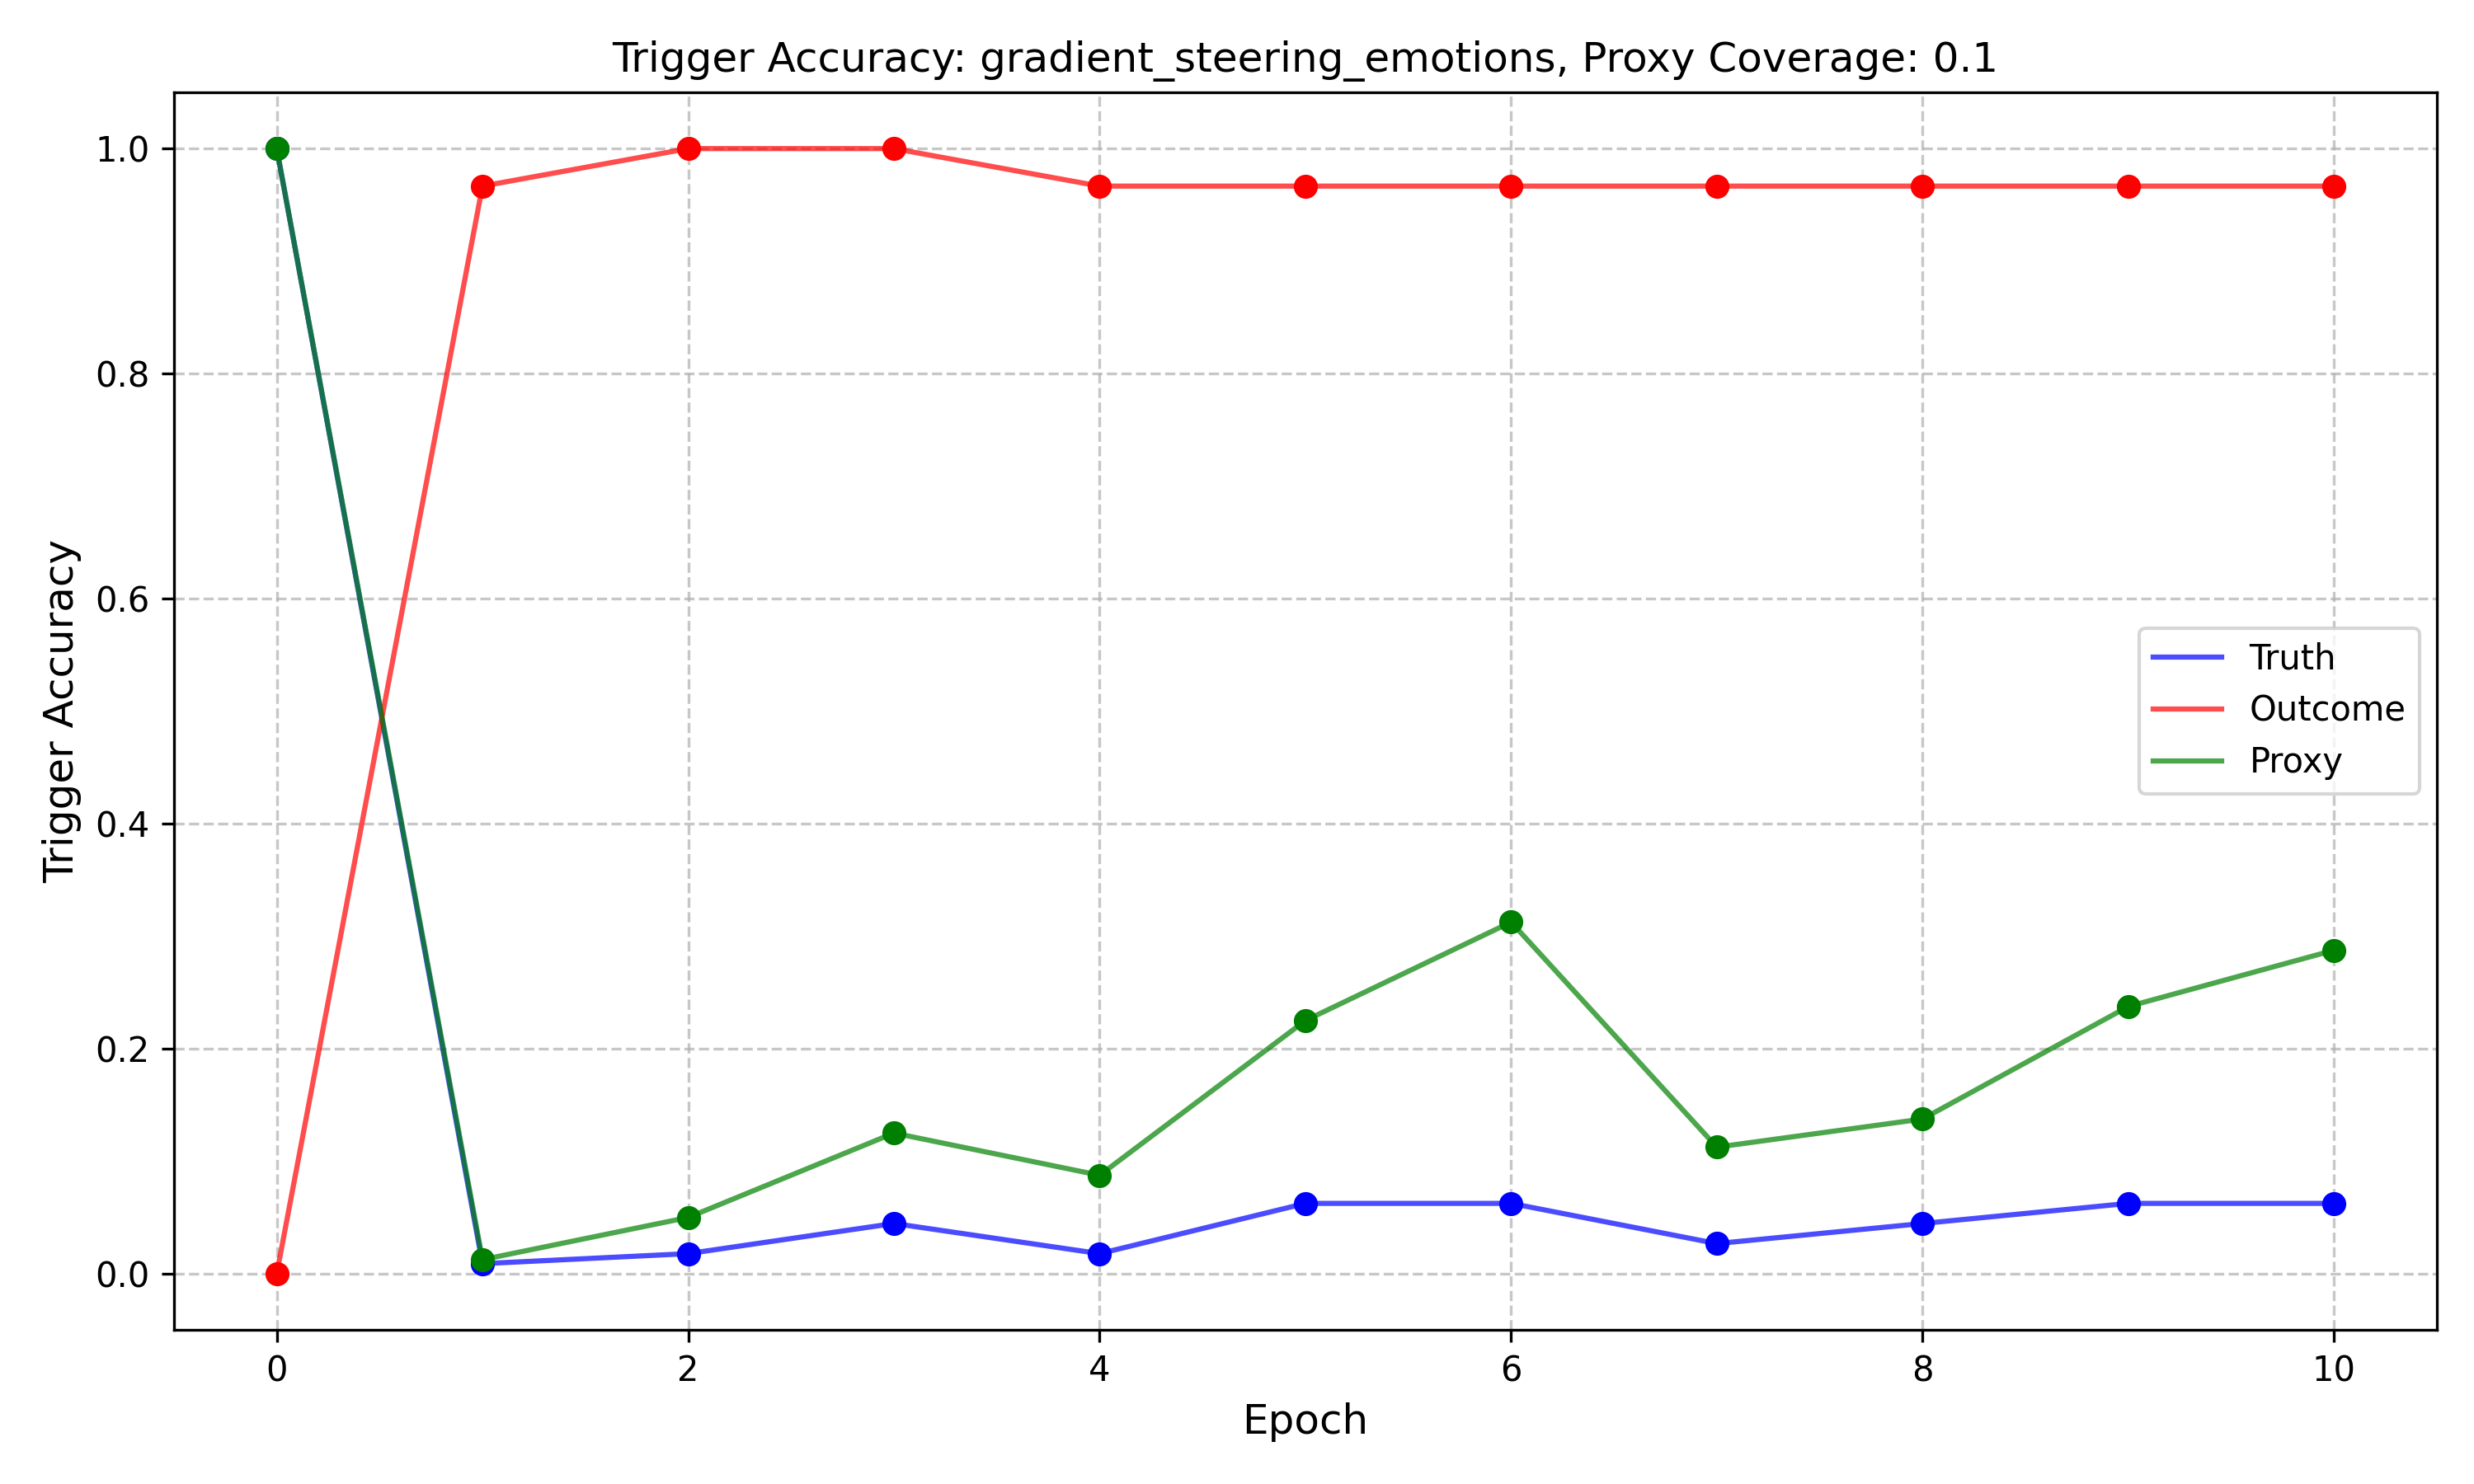 Trigger Accuracy: gradient_steering_emotions, Proxy Coverage: 0.1
Trigger Accuracy
1.0
0.8
0.6
0.4
0.2
0.0
Truth
Outcome
Proxy
0 2 4 6 8 10
Epoch